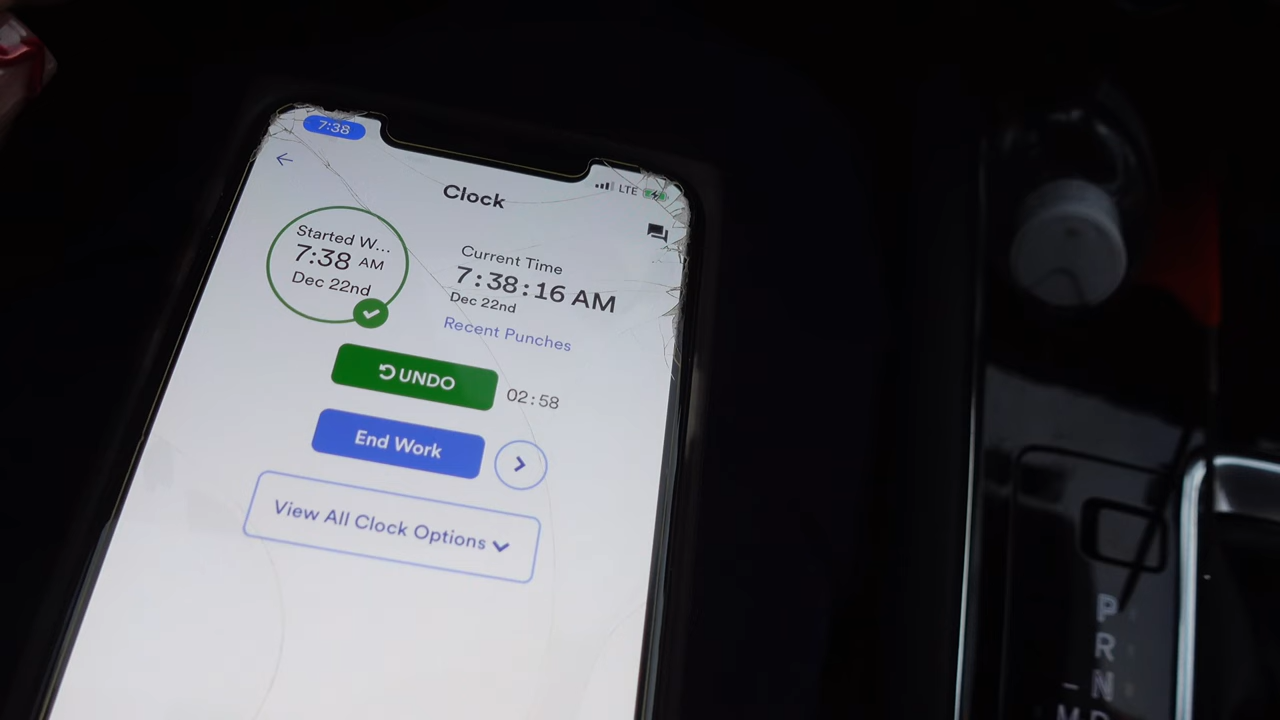 7:38
LTE
Clock
Started W...
7:38 AM
Dec 22nd
Current Time
7:38:16 AM
Dec 22nd
Recent Punches
UNDO
02:58
End Work
View All Clock Options
P
R
N
D
M